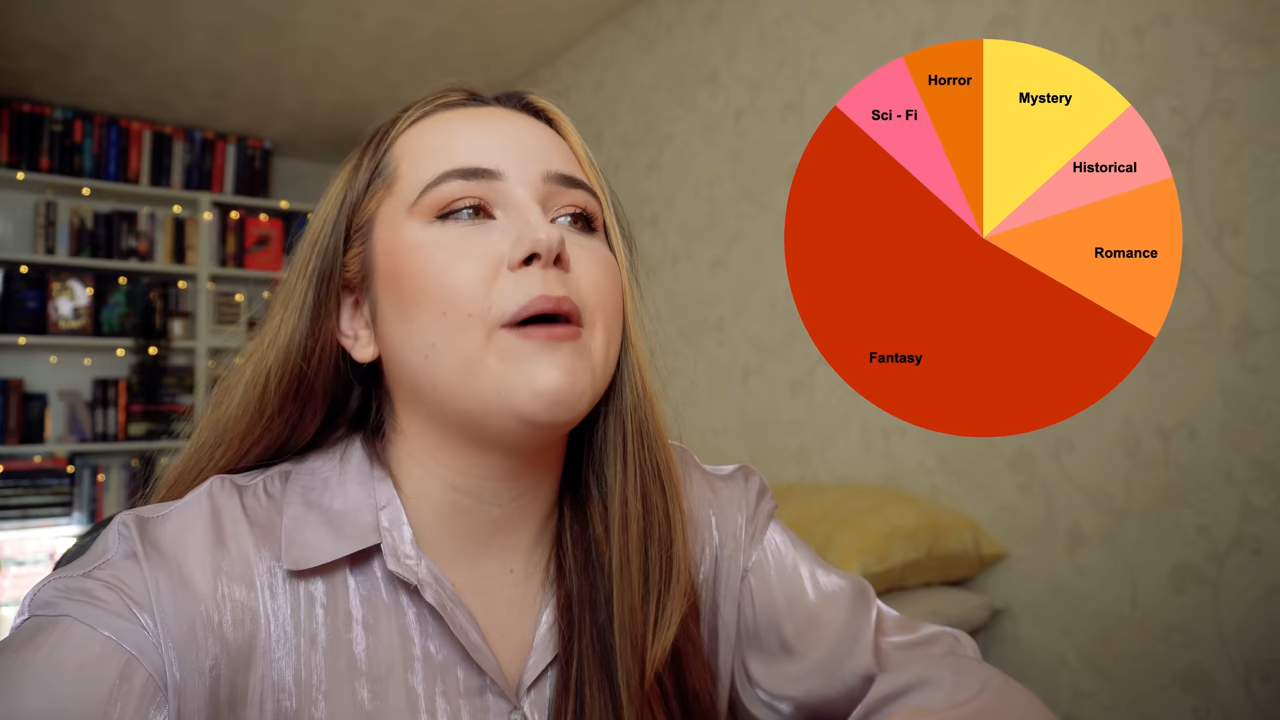 Horror
Mystery
Sci - Fi
Historical
Romance
Fantasy